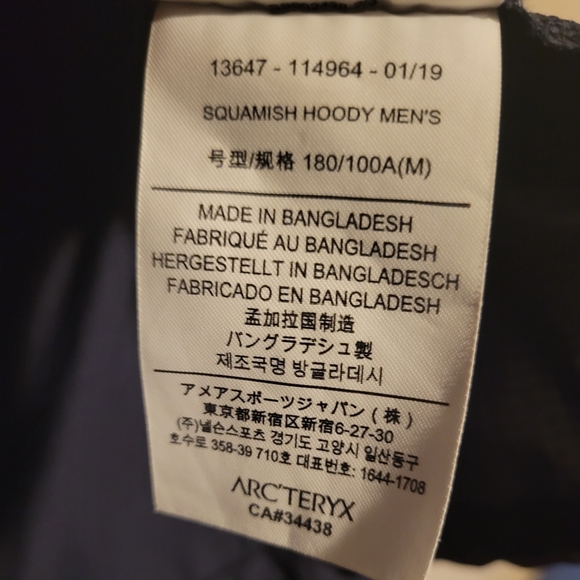 13647 - 114964 - 01/19
SQUAMISH HOODY MEN'S
号型/规格 180/100A(M)
MADE IN BANGLADESH
FABRIQUÉ AU BANGLADESH
HERGESTELLT IN BANGLADESCH
FABRICADO EN BANGLADESH
孟加拉国制造
バングラデシュ製
제조국명 방글라데시
アメアスポーツジャパン(株)
東京都新宿区新宿6-27-30
(주)넬슨스포츠 경기도 고양시 일산동구
호수로 358-39 710호 대표번호: 1644-1708
ARC'TERYX
CA#34438